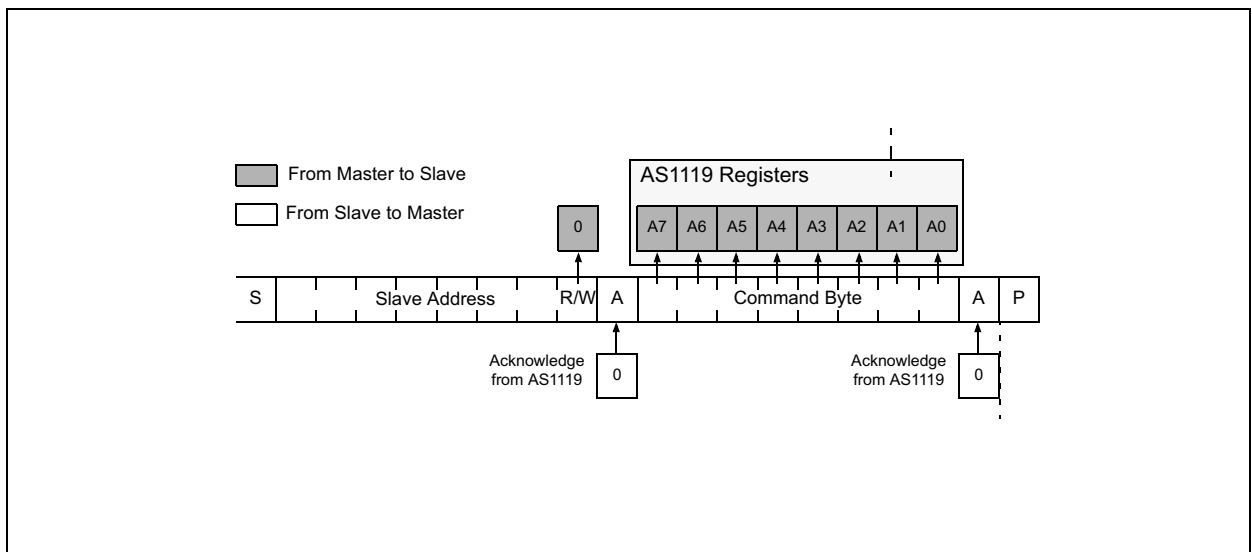 From Master to Slave
From Slave to Master
AS1119 Registers
0 A7 A6 A5 A4 A3 A2 A1 A0
S Slave Address R/W A Command Byte A P
Acknowledge
from AS1119
0
Acknowledge
from AS1119
0